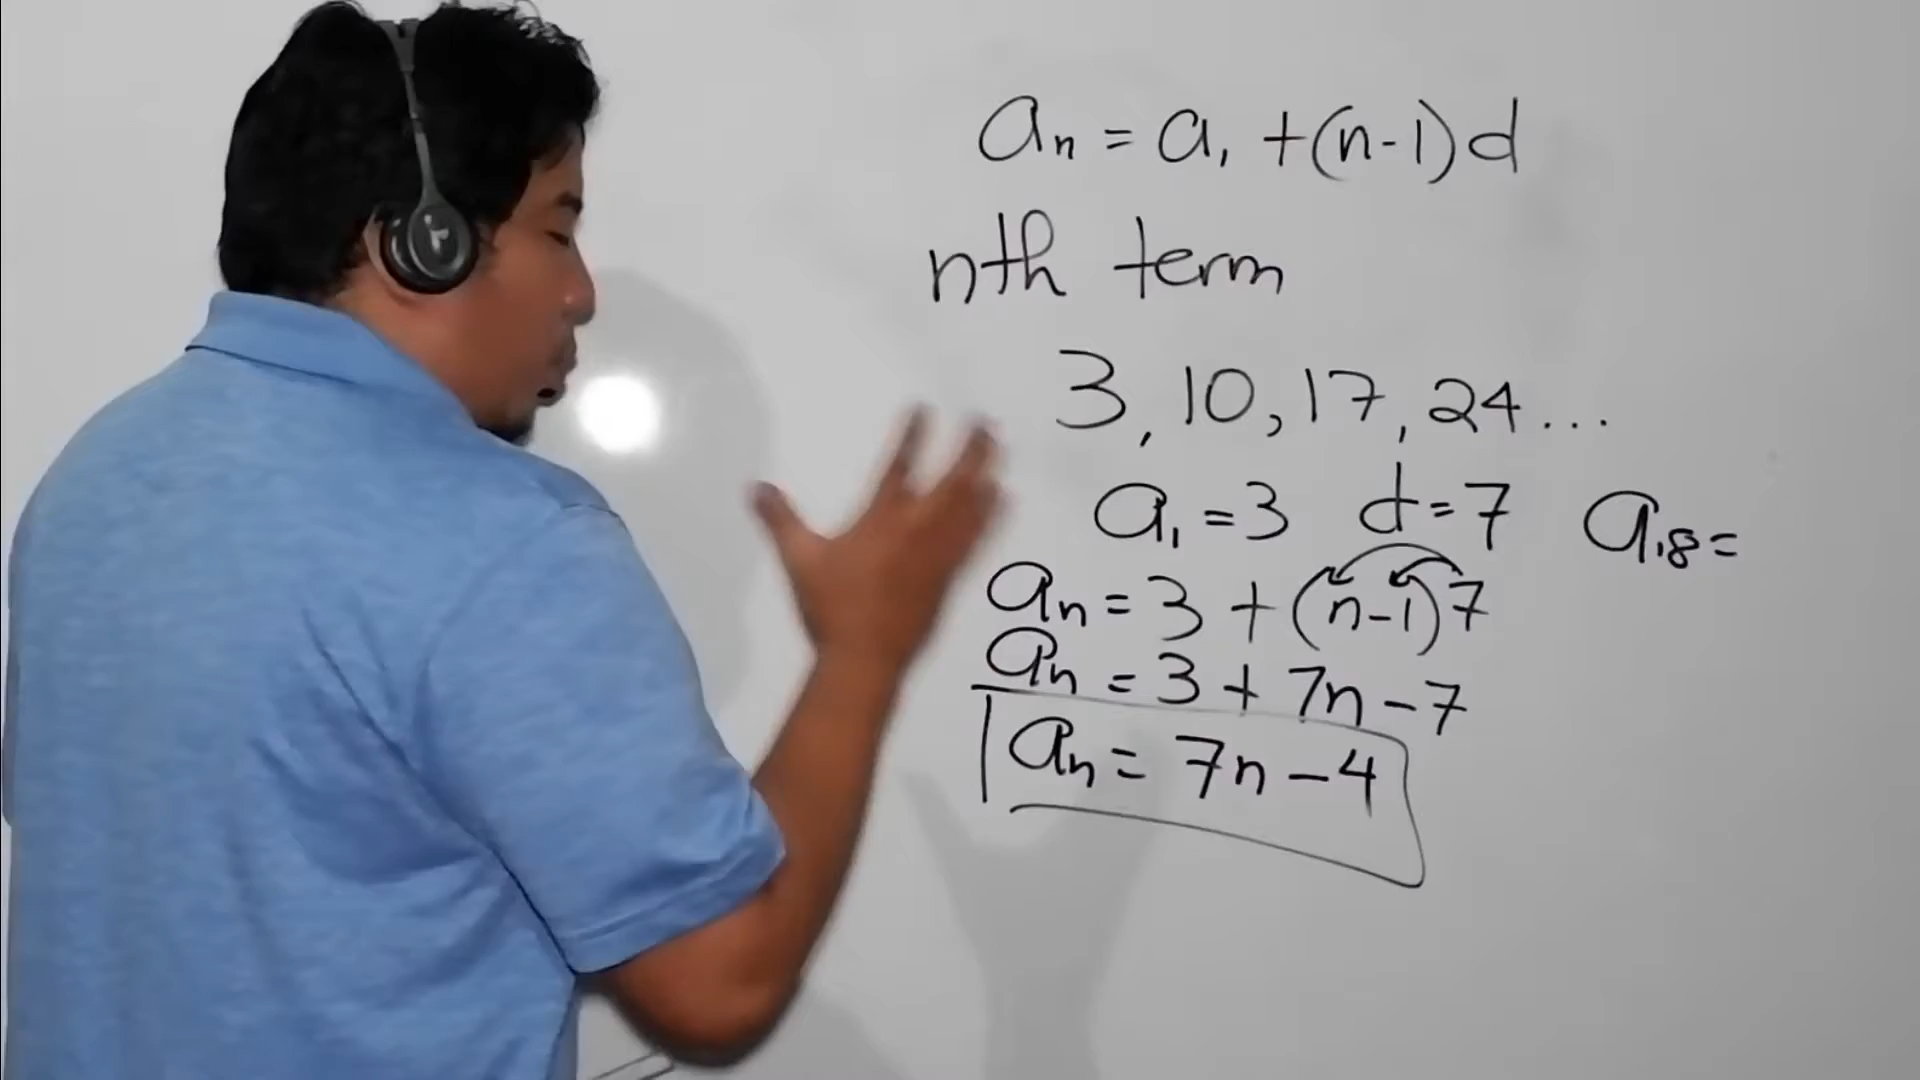 aₙ = a₁ + (n-1)d
nth term
3, 10, 17, 24...
a₁ = 3 d = 7 a₁₈ =
aₙ = 3 + (n-1)7
aₙ = 3 + 7n - 7
aₙ = 7n - 4